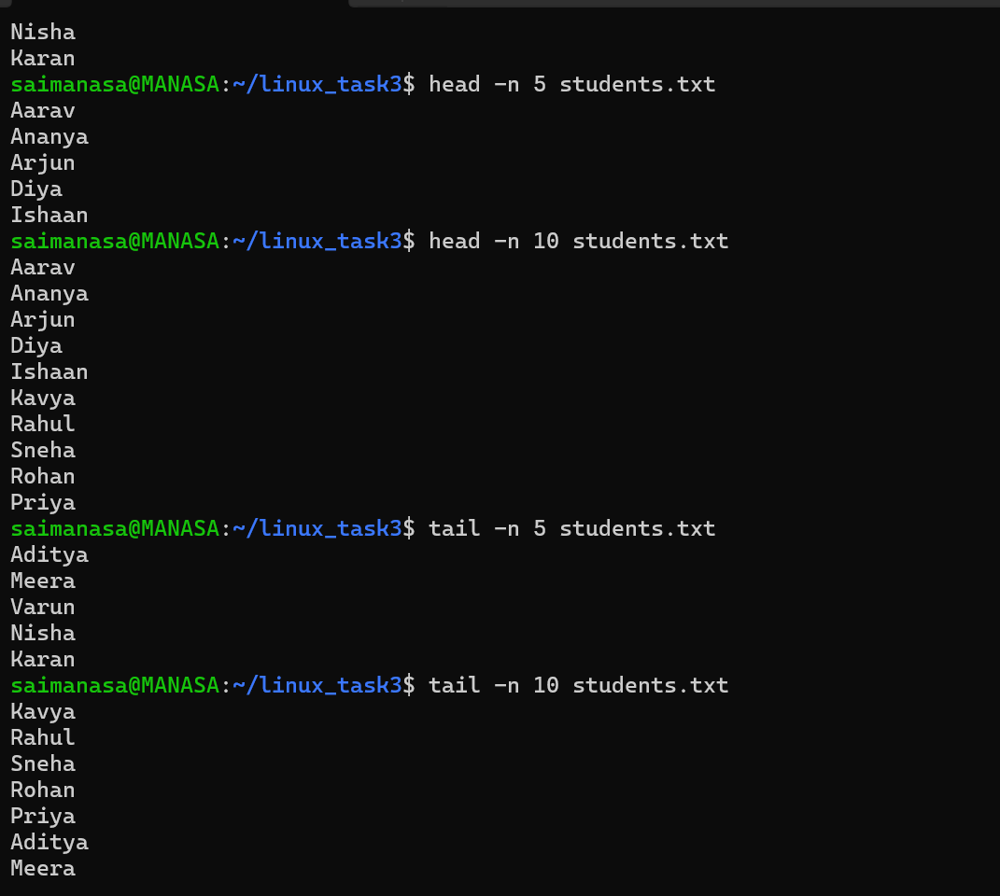 Nisha
Karan
saimanasa@MANASA:~/linux_task3$ head -n 5 students.txt
Aarav
Ananya
Arjun
Diya
Ishaan
saimanasa@MANASA:~/linux_task3$ head -n 10 students.txt
Aarav
Ananya
Arjun
Diya
Ishaan
Kavya
Rahul
Sneha
Rohan
Priya
saimanasa@MANASA:~/linux_task3$ tail -n 5 students.txt
Aditya
Meera
Varun
Nisha
Karan
saimanasa@MANASA:~/linux_task3$ tail -n 10 students.txt
Kavya
Rahul
Sneha
Rohan
Priya
Aditya
Meera